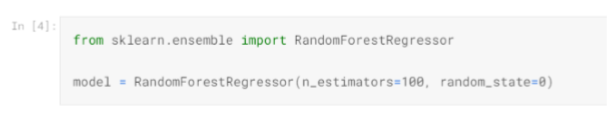 In [4]:
from sklearn.ensemble import RandomForestRegressor
model = RandomForestRegressor(n_estimators=100, random_state=0)